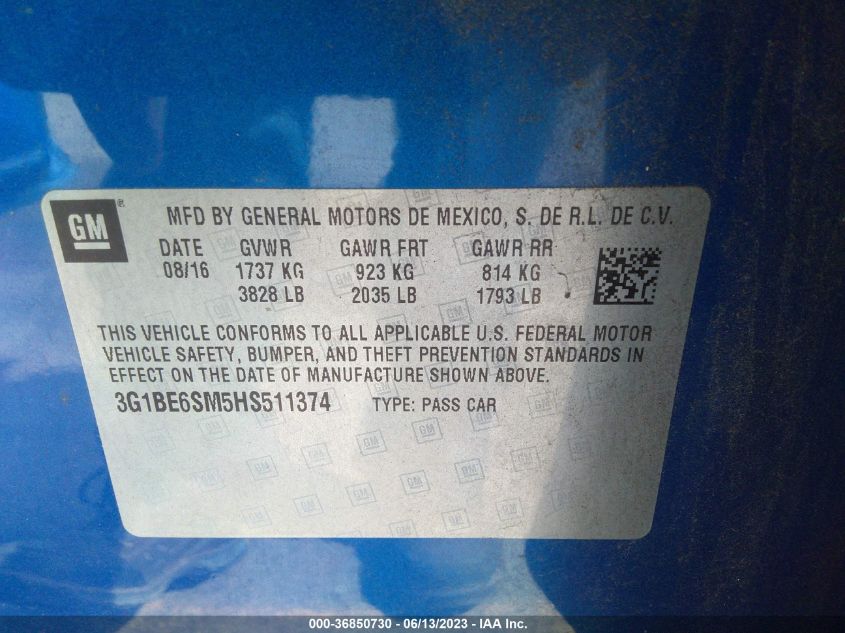 GM ®
MFD BY GENERAL MOTORS DE MEXICO, S. DE R.L. DE C.V.
DATE GVWR GAWR FRT GAWR RR
08/16 1737 KG 923 KG 814 KG
3828 LB 2035 LB 1793 LB
THIS VEHICLE CONFORMS TO ALL APPLICABLE U.S. FEDERAL MOTOR
VEHICLE SAFETY, BUMPER, AND THEFT PREVENTION STANDARDS IN
EFFECT ON THE DATE OF MANUFACTURE SHOWN ABOVE.
3G1BE6SM5HS511374 TYPE: PASS CAR
000-36850730 - 06/13/2023 - IAA Inc.